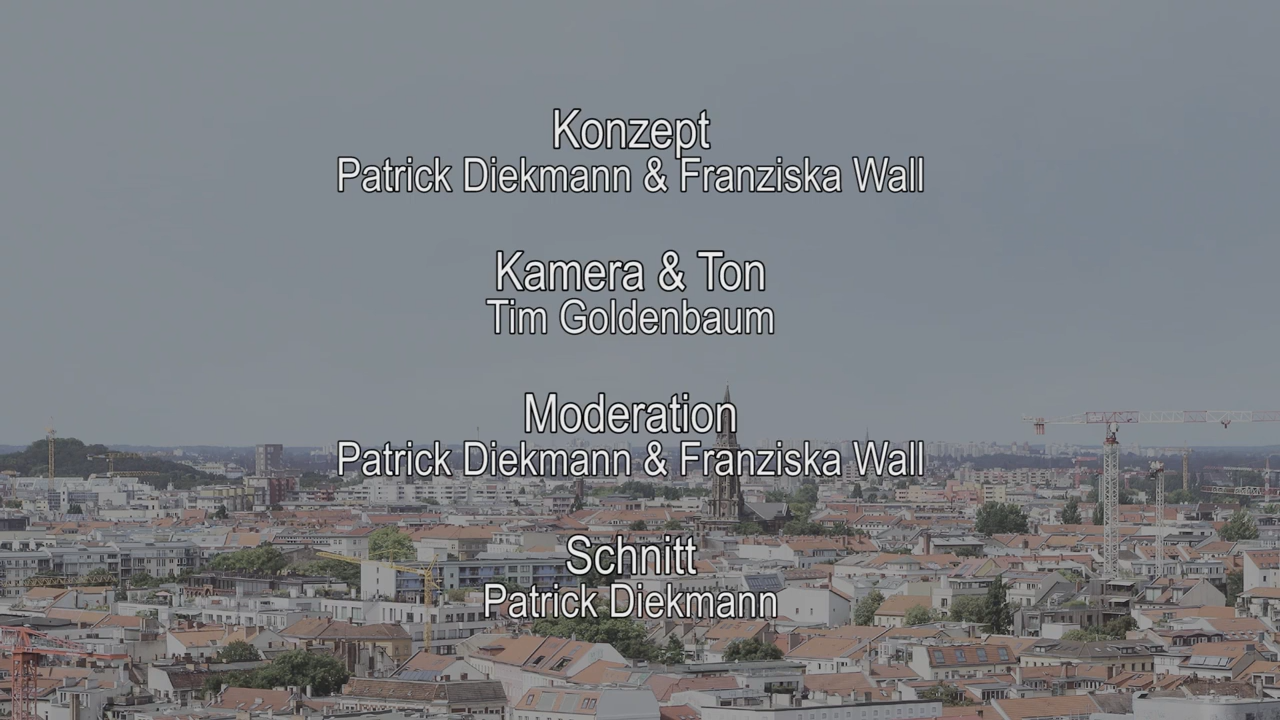 Konzept
Patrick Diekmann & Franziska Wall
Kamera & Ton
Tim Goldenbaum
Moderation
Patrick Diekmann & Franziska Wall
Schnitt
Patrick Diekmann